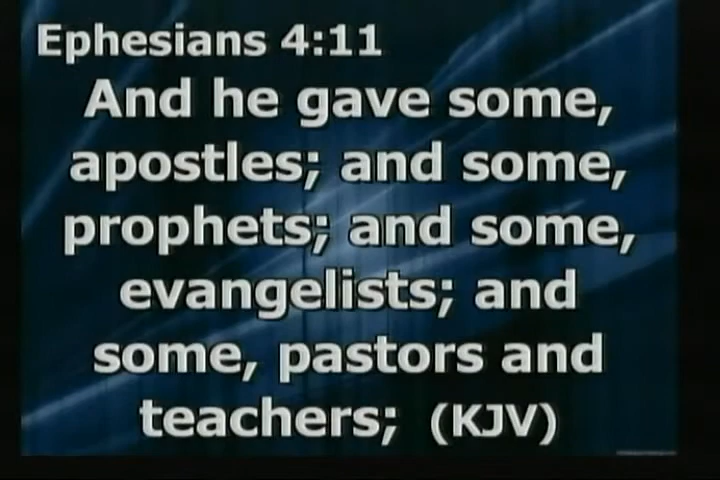 Ephesians 4:11
And he gave some,
apostles; and some,
prophets; and some,
evangelists; and
some, pastors and
teachers; (KJV)